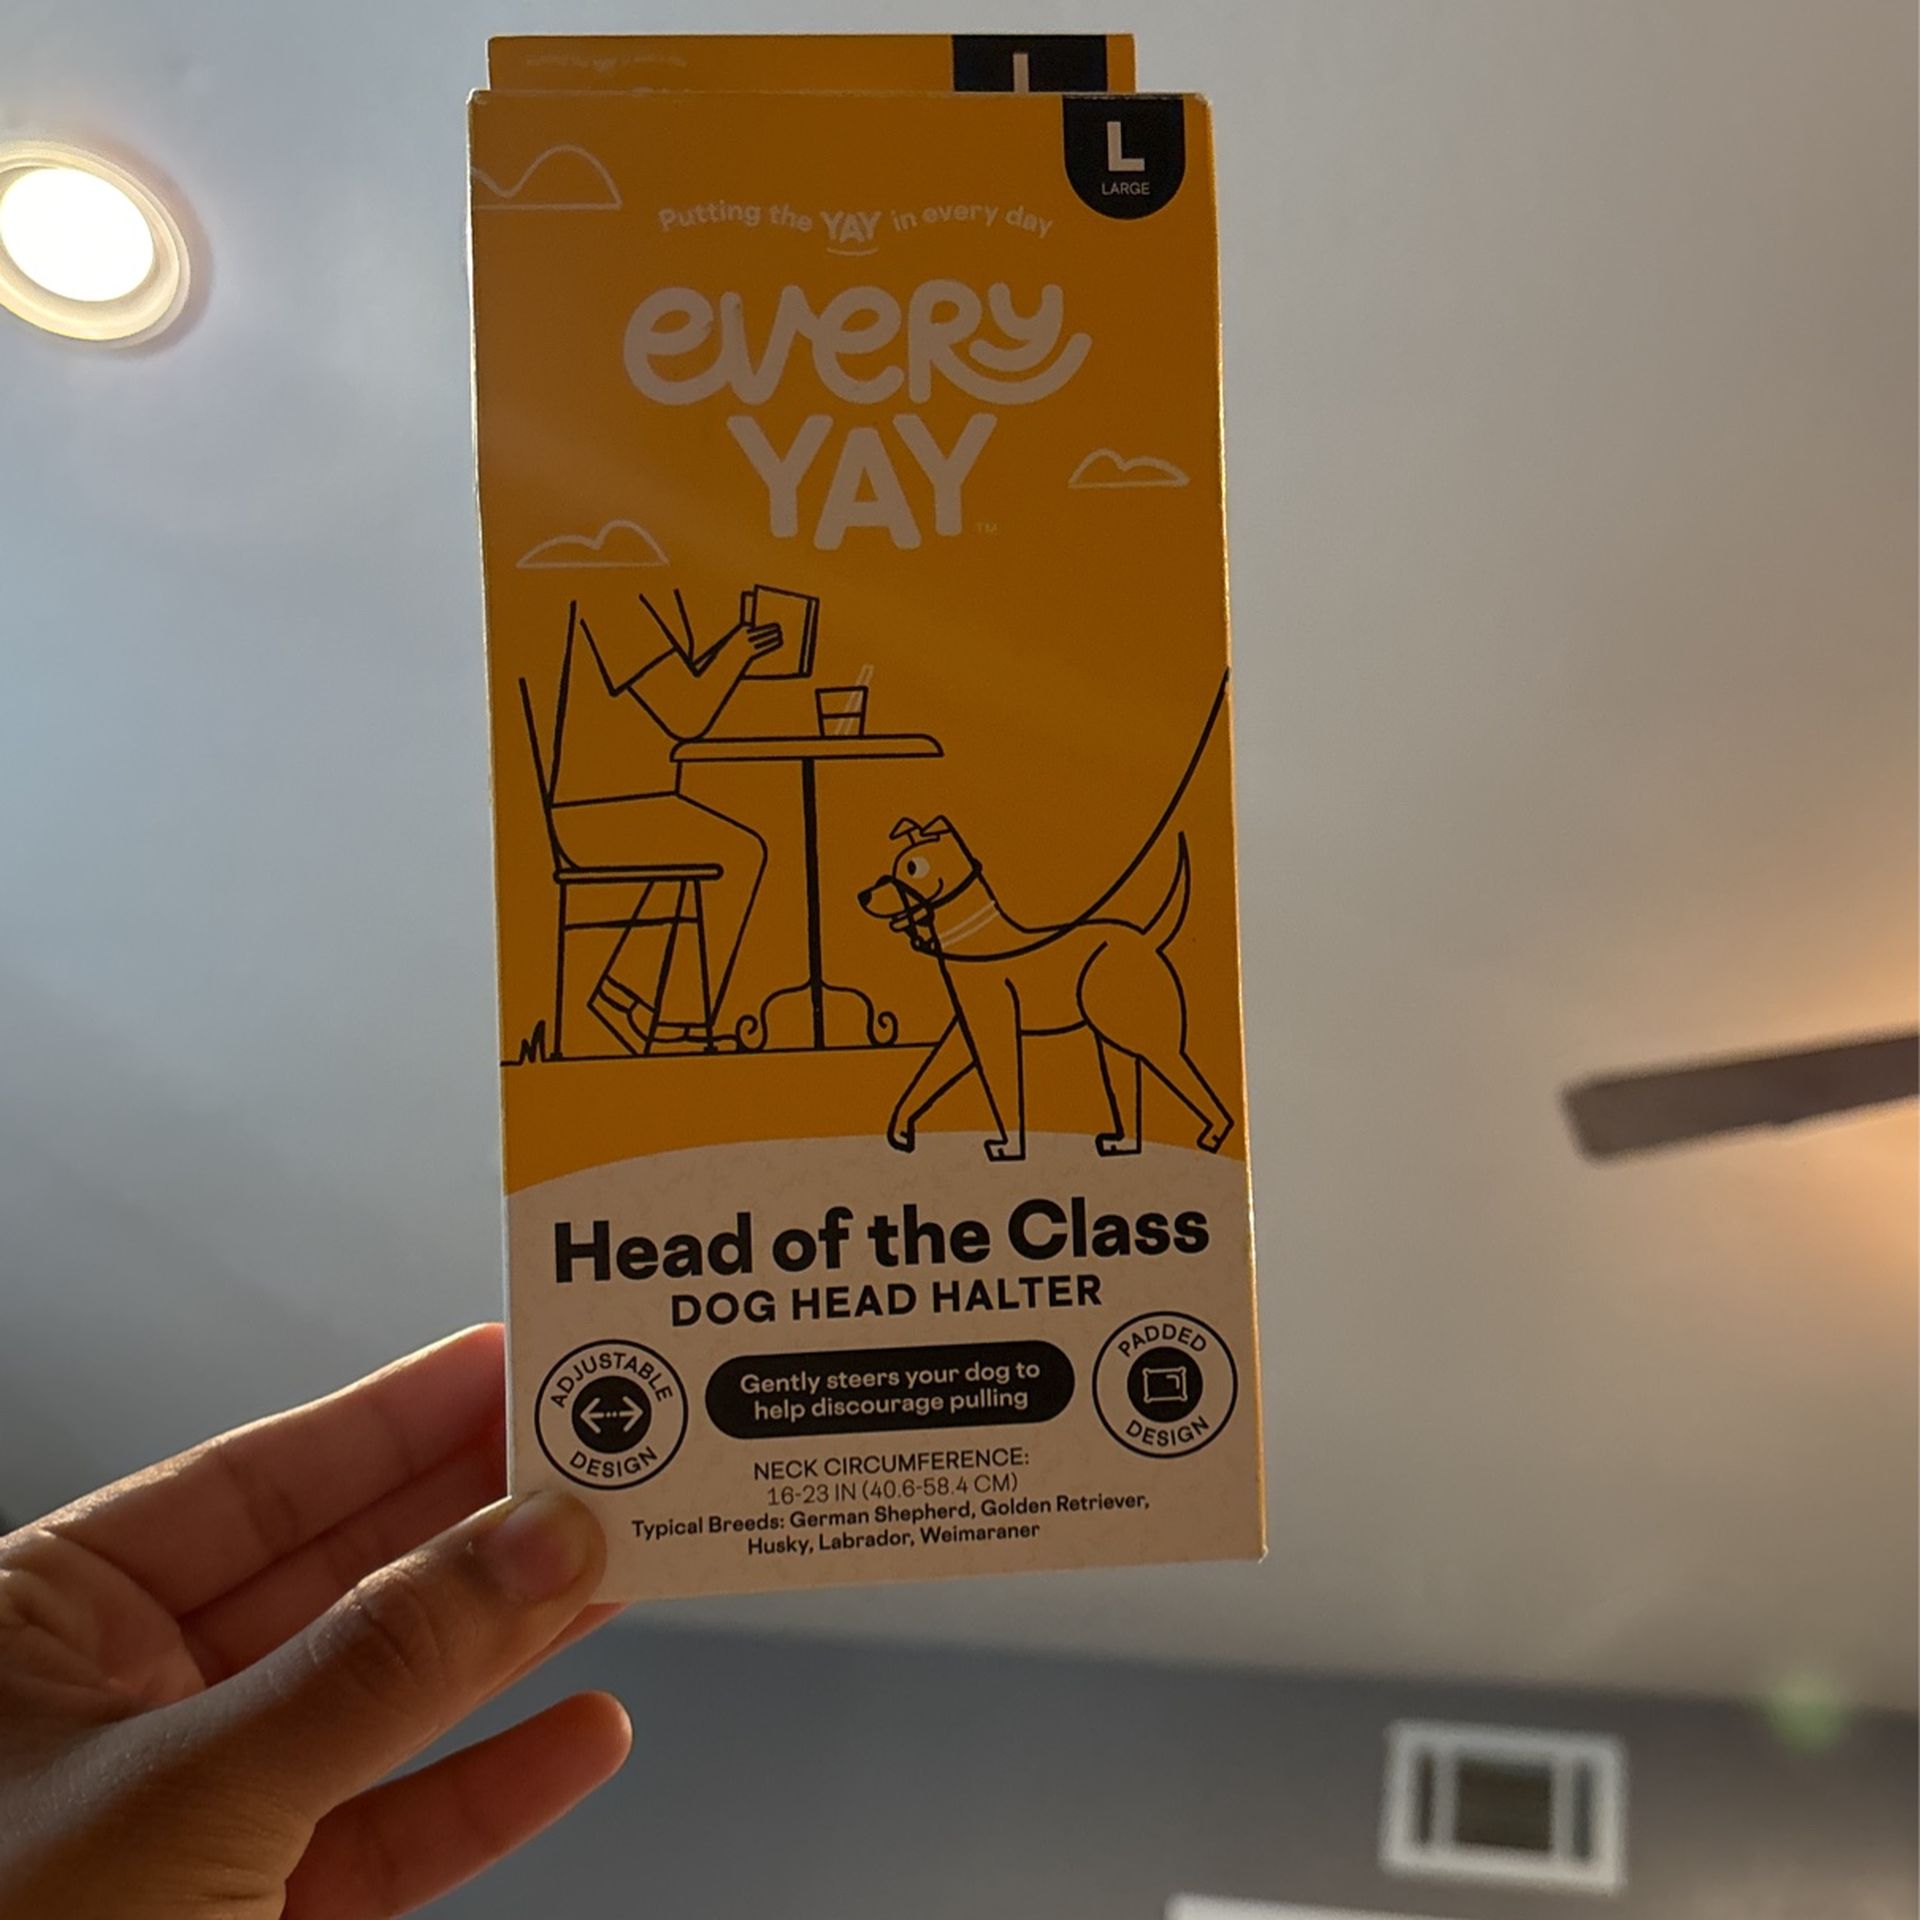 L
LARGE
Putting the YAY in every day
every
YAY™
Head of the Class
DOG HEAD HALTER
ADJUSTABLE
DESIGN
Gently steers your dog to
help discourage pulling
PADDED
DESIGN
NECK CIRCUMFERENCE:
16-23 IN (40.6-58.4 CM)
Typical Breeds: German Shepherd, Golden Retriever,
Husky, Labrador, Weimaraner